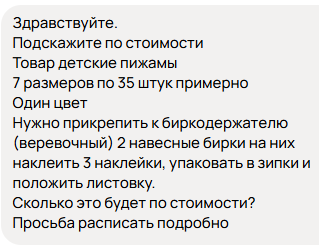 Здравствуйте.
Подскажите по стоимости
Товар детские пижамы
7 размеров по 35 штук примерно
Один цвет
Нужно прикрепить к биркодержателю
(веревочный) 2 навесные бирки на них
наклеить 3 наклейки, упаковать в зипки и
положить листовку.
Сколько это будет по стоимости?
Просьба расписать подробно